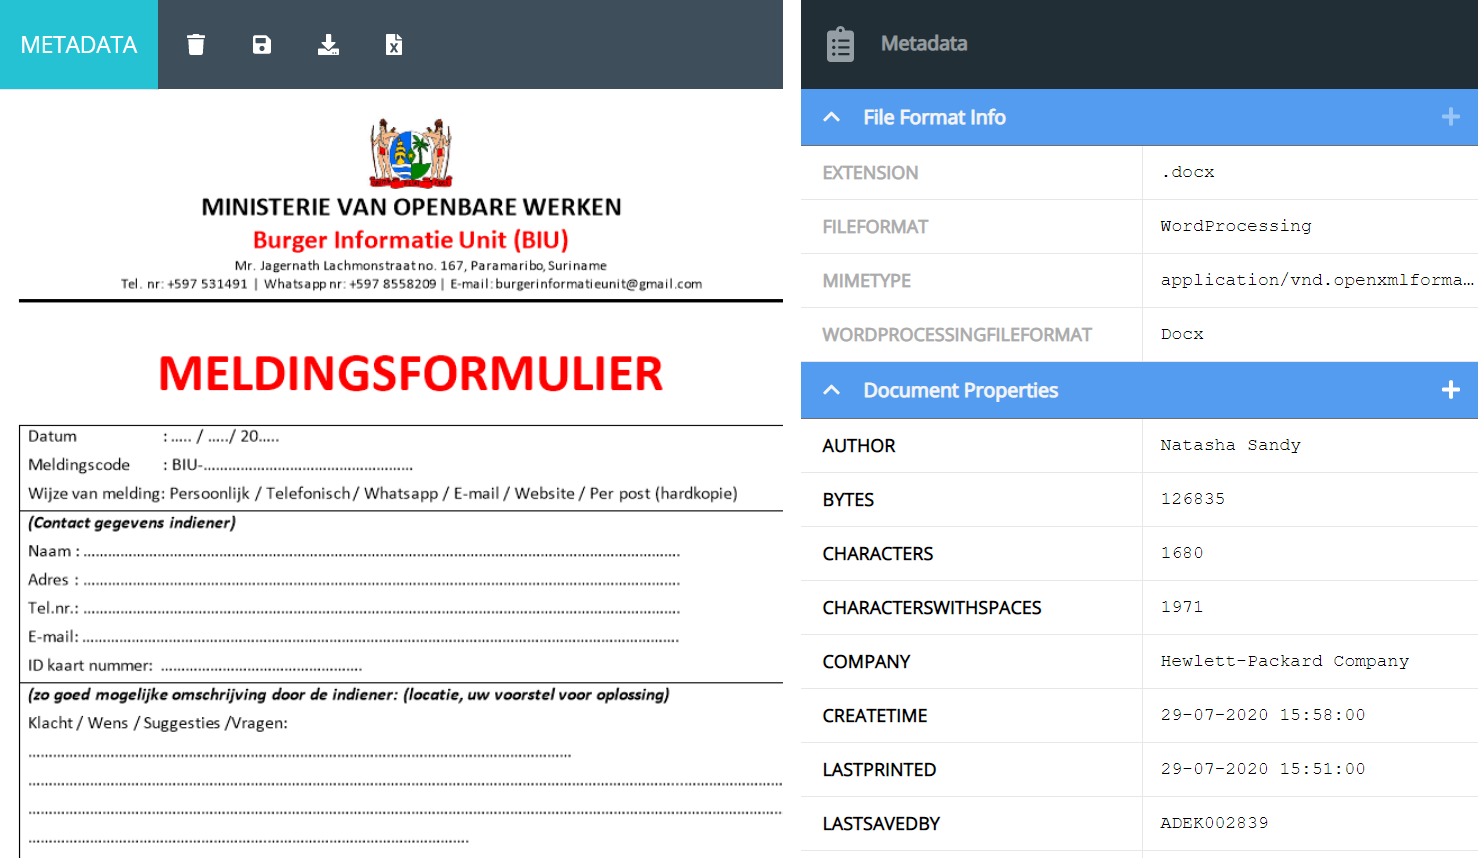 METADATA
MINISTERIE VAN OPENBARE WERKEN
Burger Informatie Unit (BIU)
Mr. Jagernath Lachmonstraat no. 167, Paramaribo, Suriname
Tel. nr: +597 531491 | Whatsapp nr: +597 8558209 | E-mail: burgerinformatieunit@gmail.com
MELDINGSFORMULIER
Datum : ..... / ...../ 20.....
Meldingscode : BIU-...................................................
Wijze van melding: Persoonlijk / Telefonisch / Whatsapp / E-mail / Website / Per post (hardkopie)
(Contact gegevens indiener)
Naam : ....................................................................................................
Adres : ....................................................................................................
Tel.nr.: ....................................................................................................
E-mail: ....................................................................................................
ID kaart nummer: .................................................
(zo goed mogelijke omschrijving door de indiener: (locatie, uw voorstel voor oplossing)
Klacht / Wens / Suggesties /Vragen:
Metadata
File Format Info
EXTENSION .docx
FILEFORMAT WordProcessing
MIMETYPE application/vnd.openxmlforma...
WORDPROCESSINGFILEFORMAT Docx
Document Properties
AUTHOR Natasha Sandy
BYTES 126835
CHARACTERS 1680
CHARACTERSWITHSPACES 1971
COMPANY Hewlett-Packard Company
CREATETIME 29-07-2020 15:58:00
LASTPRINTED 29-07-2020 15:51:00
LASTSAVEDBY ADEK002839